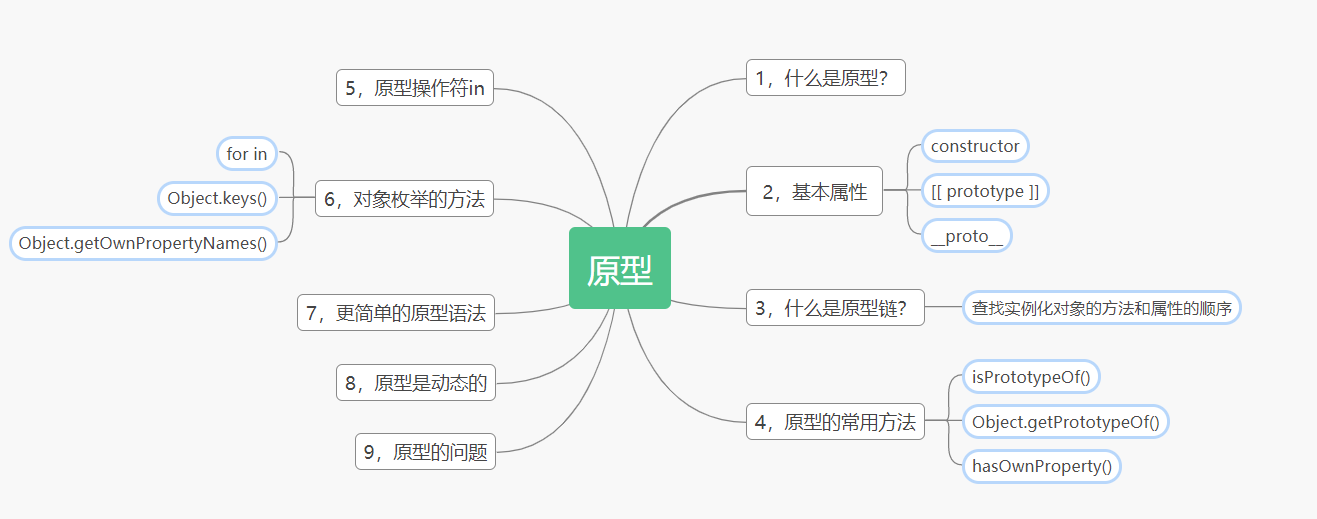 原型
1，什么是原型？
2，基本属性
constructor
[[ prototype ]]
__proto__
3，什么是原型链？
查找实例化对象的方法和属性的顺序
4，原型的常用方法
isPrototypeOf()
Object.getPrototypeOf()
hasOwnProperty()
5，原型操作符in
6，对象枚举的方法
for in
Object.keys()
Object.getOwnPropertyNames()
7，更简单的原型语法
8，原型是动态的
9，原型的问题